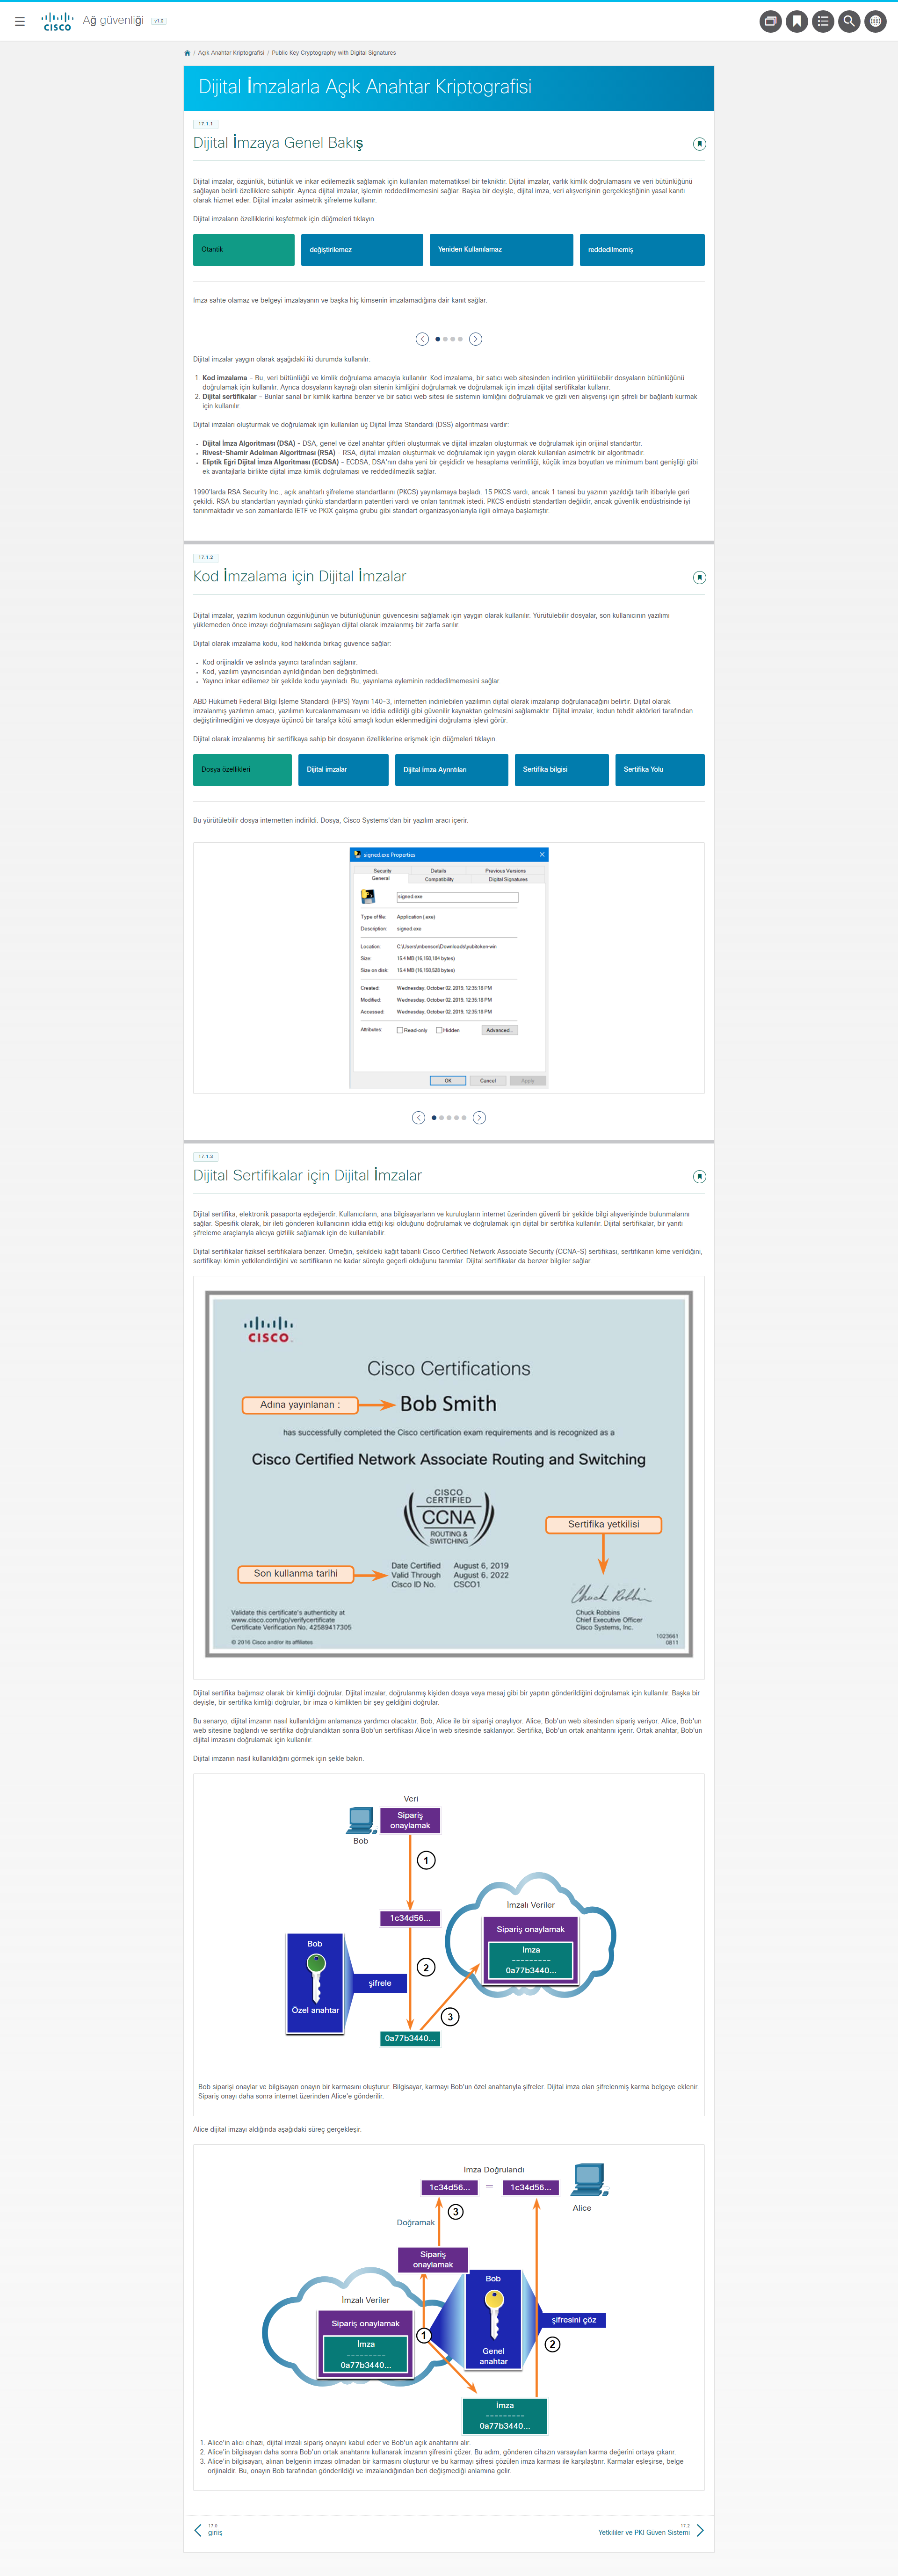 CISCO Ağ güvenliği v1.0
/ Açık Anahtar Kriptografisi / Public Key Cryptography with Digital Signatures
Dijital İmzalarla Açık Anahtar Kriptografisi
17.1.1
Dijital İmzaya Genel Bakış
Dijital imzalar, özgünlük, bütünlük ve inkar edilemezlik sağlamak için kullanılan matematiksel bir tekniktir. Dijital imzalar, varlık kimlik doğrulamasını ve veri bütünlüğünü
sağlayan belirli özelliklere sahiptir. Ayrıca dijital imzalar, işlemin reddedilmemesini sağlar. Başka bir deyişle, dijital imza, veri alışverişinin gerçekleştiğinin yasal kanıtı
olarak hizmet eder. Dijital imzalar asimetrik şifreleme kullanır.
Dijital imzaların özelliklerini keşfetmek için düğmeleri tıklayın.
Otantik
değiştirilemez
Yeniden Kullanılamaz
reddedilmemiş
İmza sahte olamaz ve belgeyi imzalayanın ve başka hiç kimsenin imzalamadığına dair kanıt sağlar.
Dijital imzalar yaygın olarak aşağıdaki iki durumda kullanılır:
1. Kod imzalama - Bu, veri bütünlüğü ve kimlik doğrulama amacıyla kullanılır. Kod imzalama, bir satıcı web sitesinden indirilen yürütülebilir dosyaların bütünlüğünü
doğrulamak için kullanılır. Ayrıca dosyaların kaynağı olan sitenin kimliğini doğrulamak ve doğrulamak için imzalı dijital sertifikalar kullanır.
2. Dijital sertifikalar - Bunlar sanal bir kimlik kartına benzer ve bir satıcı web sitesi ile sistemin kimliğini doğrulamak ve gizli veri alışverişi için şifreli bir bağlantı kurmak
için kullanılır.
Dijital imzaları oluşturmak ve doğrulamak için kullanılan üç Dijital İmza Standardı (DSS) algoritması vardır:
• Dijital İmza Algoritması (DSA) - DSA, genel ve özel anahtar çiftleri oluşturmak ve dijital imzaları oluşturmak ve doğrulamak için orijinal standarttır.
• Rivest-Shamir Adelman Algoritması (RSA) - RSA, dijital imzaları oluşturmak ve doğrulamak için yaygın olarak kullanılan asimetrik bir algoritmadır.
• Eliptik Eğri Dijital İmza Algoritması (ECDSA) - ECDSA, DSA'nın daha yeni bir çeşididir ve hesaplama verimliliği, küçük imza boyutları ve minimum bant genişliği gibi
ek avantajlarla birlikte dijital imza kimlik doğrulaması ve reddedilmezlik sağlar.
1990'larda RSA Security Inc., açık anahtarlı şifreleme standartlarını (PKCS) yayınlamaya başladı. 15 PKCS vardı, ancak 1 tanesi bu yazının yazıldığı tarih itibariyle geri
çekildi. RSA bu standartları yayınladı çünkü standartların patentleri vardı ve onları tanıtmak istedi. PKCS endüstri standartları değildir, ancak güvenlik endüstrisinde iyi
tanınmaktadır ve son zamanlarda IETF ve PKIX çalışma grubu gibi standart organizasyonlarıyla ilgili olmaya başlamıştır.
17.1.2
Kod İmzalama için Dijital İmzalar
Dijital imzalar, yazılım kodunun özgünlüğünün ve bütünlüğünün güvencesini sağlamak için yaygın olarak kullanılır. Yürütülebilir dosyalar, son kullanıcının yazılımı
yüklemeden önce imzayı doğrulamasını sağlayan dijital olarak imzalanmış bir zarfa sarılır.
Dijital olarak imzalama kodu, kod hakkında birkaç güvence sağlar:
• Kod orijinaldir ve aslında yayıncı tarafından sağlanır.
• Kod, yazılım yayıncısından ayrıldığından beri değiştirilmedi.
• Yayıncı inkar edilemez bir şekilde kodu yayınladı. Bu, yayınlama eyleminin reddedilmemesini sağlar.
ABD Hükümeti Federal Bilgi İşleme Standardı (FIPS) Yayını 140-3, internetten indirilebilen yazılımın dijital olarak imzalanıp doğrulanacağını belirtir. Dijital olarak
imzalanmış yazılımın amacı, yazılımın kurcalanmamasını ve iddia edildiği gibi güvenilir kaynaktan gelmesini sağlamaktır. Dijital imzalar, kodun tehdit aktörleri tarafından
değiştirilmediğini ve dosyaya üçüncü bir tarafça kötü amaçlı kodun eklenmediğini doğrulama işlevi görür.
Dijital olarak imzalanmış bir sertifikaya sahip bir dosyanın özelliklerine erişmek için düğmeleri tıklayın.
Dosya özellikleri
Dijital imzalar
Dijital İmza Ayrıntıları
Sertifika bilgisi
Sertifika Yolu
Bu yürütülebilir dosya internetten indirildi. Dosya, Cisco Systems'dan bir yazılım aracı içerir.
signed.exe Properties
Security Details Previous Versions
General Compatibility Digital Signatures
signed.exe
Type of file: Application (.exe)
Description: signed.exe
Location: C:\Users\mbenson\Downloads\yubitoken-win
Size: 15.4 MB (16,150,184 bytes)
Size on disk: 15.4 MB (16,150,528 bytes)
Created: Wednesday, October 02, 2019, 12:35:18 PM
Modified: Wednesday, October 02, 2019, 12:35:18 PM
Accessed: Wednesday, October 02, 2019, 12:35:18 PM
Attributes: Read-only Hidden Advanced...
OK Cancel Apply
17.1.3
Dijital Sertifikalar için Dijital İmzalar
Dijital sertifika, elektronik pasaporta eşdeğerdir. Kullanıcıların, ana bilgisayarların ve kuruluşların internet üzerinden güvenli bir şekilde bilgi alışverişinde bulunmalarını
sağlar. Spesifik olarak, bir ileti gönderen kullanıcının iddia ettiği kişi olduğunu doğrulamak ve doğrulamak için dijital bir sertifika kullanılır. Dijital sertifikalar, bir yanıtı
şifreleme araçlarıyla alıcıya gizlilik sağlamak için de kullanılabilir.
Dijital sertifikalar fiziksel sertifikalara benzer. Örneğin, şekildeki kağıt tabanlı Cisco Certified Network Associate Security (CCNA-S) sertifikası, sertifikanın kime verildiğini,
sertifikayı kimin yetkilendirdiğini ve sertifikanın ne kadar süreyle geçerli olduğunu tanımlar. Dijital sertifikalar da benzer bilgiler sağlar.
CISCO.
Cisco Certifications
Adına yayınlanan :
Bob Smith
has successfully completed the Cisco certification exam requirements and is recognized as a
Cisco Certified Network Associate Routing and Switching
CISCO
CERTIFIED
CCNA
ROUTING &
SWITCHING
Sertifika yetkilisi
Son kullanma tarihi
Date Certified August 6, 2019
Valid Through August 6, 2022
Cisco ID No. CSCO1
Chuck Robbins
Validate this certificate's authenticity at
www.cisco.com/go/verifycertificate
Certificate Verification No. 42589417305
© 2016 Cisco and/or its affiliates
Chuck Robbins
Chief Executive Officer
Cisco Systems, Inc.
1023661
0811
Dijital sertifika bağımsız olarak bir kimliği doğrular. Dijital imzalar, doğrulanmış kişiden dosya veya mesaj gibi bir yapıtın gönderildiğini doğrulamak için kullanılır. Başka bir
deyişle, bir sertifika kimliği doğrular, bir imza o kimlikten bir şey geldiğini doğrular.
Bu senaryo, dijital imzanın nasıl kullanıldığını anlamanıza yardımcı olacaktır. Bob, Alice ile bir siparişi onaylıyor. Alice, Bob'un web sitesinden sipariş veriyor. Alice, Bob'un
web sitesine bağlandı ve sertifika doğrulandıktan sonra Bob'un sertifikası Alice'in web sitesinde saklanıyor. Sertifika, Bob'un ortak anahtarını içerir. Ortak anahtar, Bob'un
dijital imzasını doğrulamak için kullanılır.
Dijital imzanın nasıl kullanıldığını görmek için şekle bakın.
Veri
Sipariş
onaylamak
Bob
1
1c34d56...
İmzalı Veriler
Sipariş onaylamak
İmza
---------
0a77b3440...
Bob
Özel anahtar
şifrele
2
3
0a77b3440...
Bob siparişi onaylar ve bilgisayarı onayın bir karmasını oluşturur. Bilgisayar, karmayı Bob'un özel anahtarıyla şifreler. Dijital imza olan şifrelenmiş karma belgeye eklenir.
Sipariş onayı daha sonra internet üzerinden Alice'e gönderilir.
Alice dijital imzayı aldığında aşağıdaki süreç gerçekleşir.
İmza Doğrulandı
1c34d56... = 1c34d56...
Alice
3
Doğramak
Sipariş
onaylamak
İmzalı Veriler
Sipariş onaylamak
İmza
---------
0a77b3440...
1
Bob
Genel
anahtar
şifresini çöz
2
İmza
---------
0a77b3440...
1. Alice'in alıcı cihazı, dijital imzalı sipariş onayını kabul eder ve Bob'un açık anahtarını alır.
2. Alice'in bilgisayarı daha sonra Bob'un ortak anahtarını kullanarak imzanın şifresini çözer. Bu adım, gönderen cihazın varsayılan karma değerini ortaya çıkarır.
3. Alice'in bilgisayarı, alınan belgenin imzası olmadan bir karmasını oluşturur ve bu karmayı şifresi çözülen imza karması ile karşılaştırır. Karmalar eşleşirse, belge
orijinaldir. Bu, onayın Bob tarafından gönderildiği ve imzalandığından beri değişmediği anlamına gelir.
17.0
giriiş
17.2
Yetkililer ve PKI Güven Sistemi